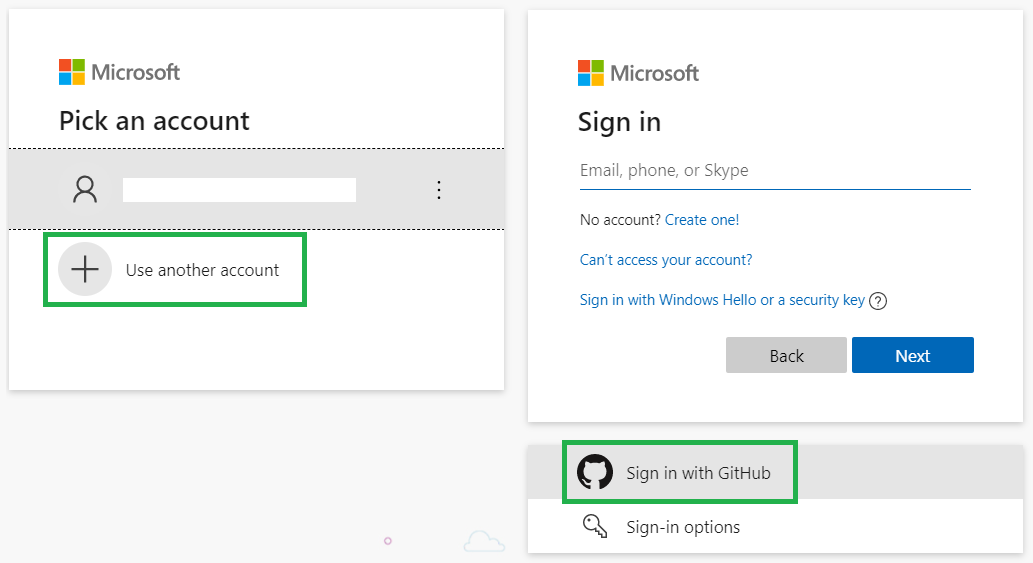 Microsoft
Pick an account
Use another account
Microsoft
Sign in
Email, phone, or Skype
No account? Create one!
Can't access your account?
Sign in with Windows Hello or a security key ?
Back
Next
Sign in with GitHub
Sign-in options